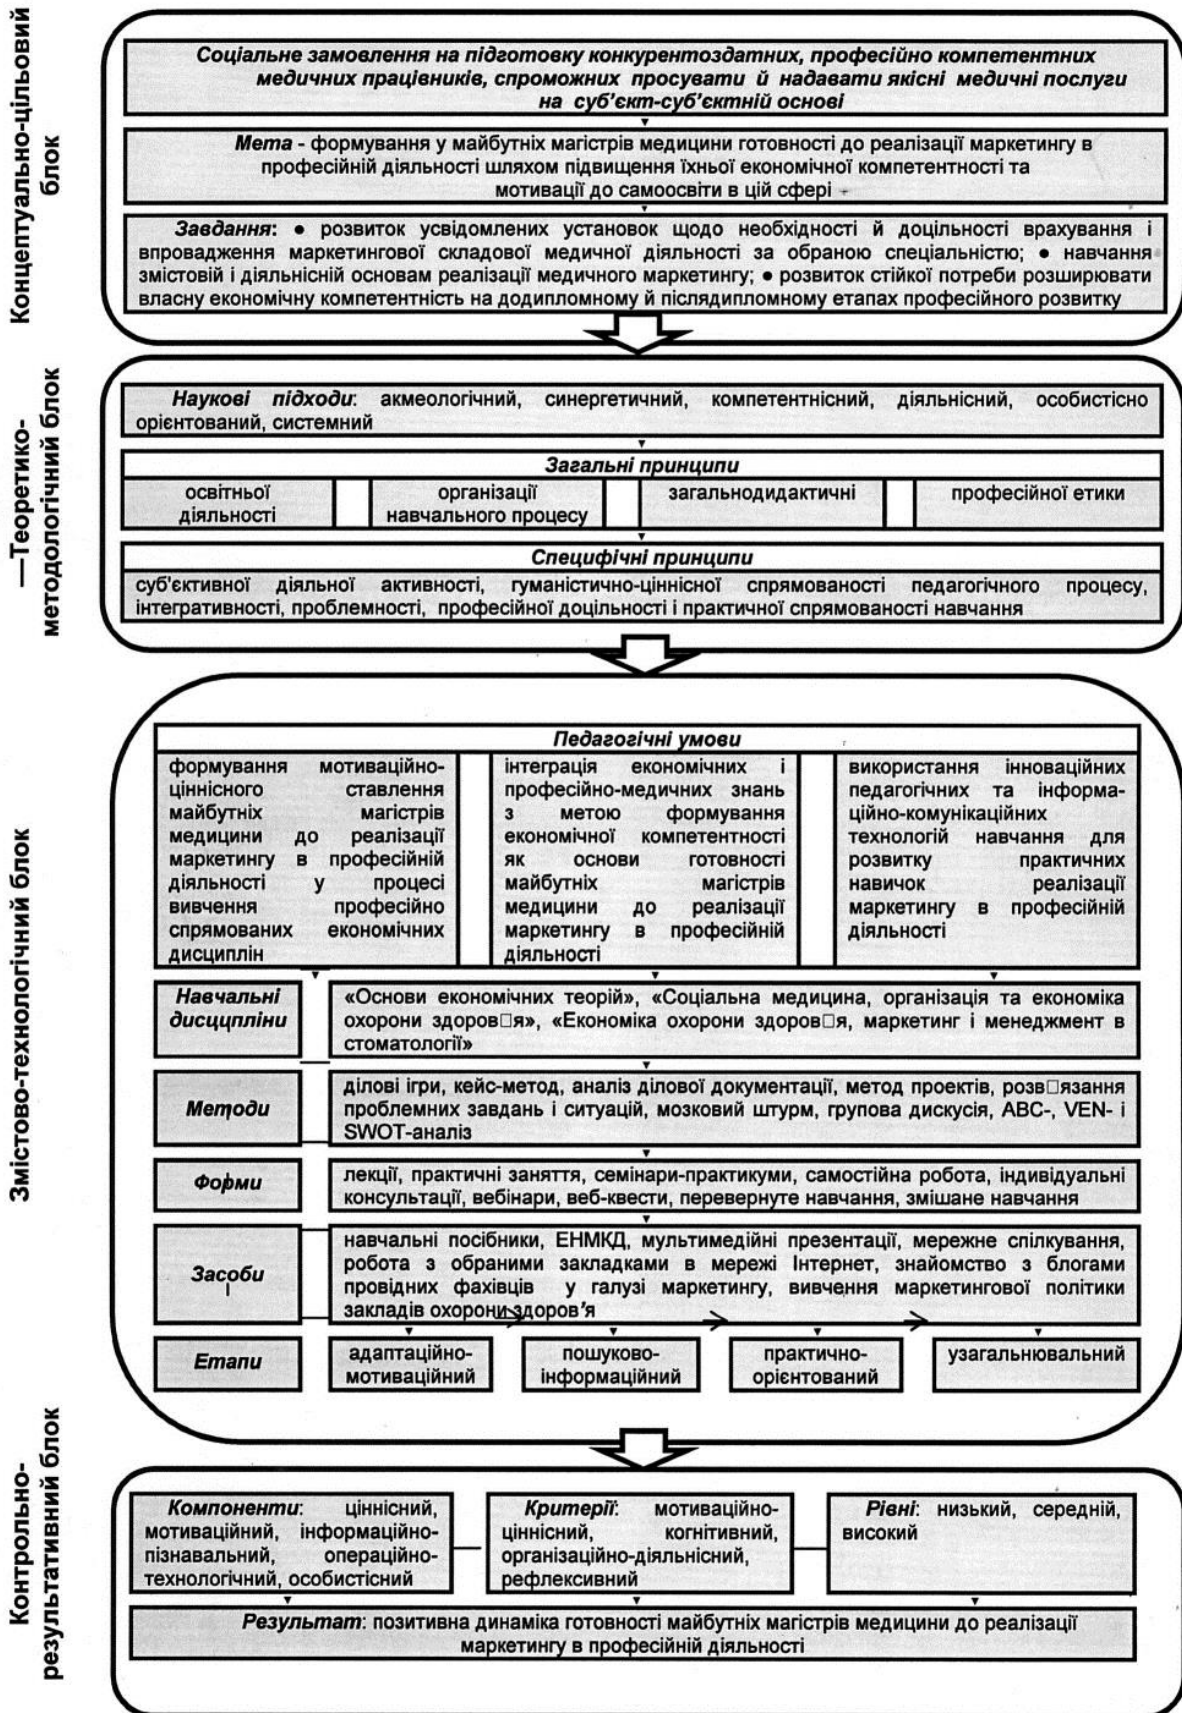 Концептуально-цільовий
блок
Соціальне замовлення на підготовку конкурентоздатних, професійно компетентних
медичних працівників, спроможних просувати й надавати якісні медичні послуги
на суб’єкт-суб’єктній основі
Мета - формування у майбутніх магістрів медицини готовності до реалізації маркетингу в
професійній діяльності шляхом підвищення їхньої економічної компетентності та
мотивації до самоосвіти в цій сфері
Завдання: ● розвиток усвідомлених установок щодо необхідності й доцільності врахування і
впровадження маркетингової складової медичної діяльності за обраною спеціальністю; ● навчання
змістовій і діяльнісній основам реалізації медичного маркетингу; ● розвиток стійкої потреби розширювати
власну економічну компетентність на додипломному й післядипломному етапах професійного розвитку
—Теоретико-
методологічний блок
Наукові підходи: акмеологічний, синергетичний, компетентнісний, діяльнісний, особистісно
орієнтований, системний
Загальні принципи
освітньої
діяльності
організації
навчального процесу
загальнодидактичні
професійної етики
Специфічні принципи
суб’єктивної діяльної активності, гуманістично-ціннісної спрямованості педагогічного процесу,
інтегративності, проблемності, професійної доцільності і практичної спрямованості навчання
Змістово-технологічний блок
Педагогічні умови
формування мотиваційно-
ціннісного ставлення
майбутніх магістрів
медицини до реалізації
маркетингу в професійній
діяльності у процесі
вивчення професійно
спрямованих економічних
дисциплін
інтеграція економічних і
професійно-медичних знань
з метою формування
економічної компетентності
як основи готовності
майбутніх магістрів
медицини до реалізації
маркетингу в професійній
діяльності
використання інноваційних
педагогічних та інформа-
ційно-комунікаційних
технологій навчання для
розвитку практичних
навичок реалізації
маркетингу в професійній
діяльності
Навчальні
дисццпліни
«Основи економічних теорій», «Соціальна медицина, організація та економіка
охорони здоров□я», «Економіка охорони здоров□я, маркетинг і менеджмент в
стоматології»
Методи
ділові ігри, кейс-метод, аналіз ділової документації, метод проектів, розв□язання
проблемних завдань і ситуацій, мозковий штурм, групова дискусія, ABC-, VEN- і
SWOT-аналіз
Форми
лекції, практичні заняття, семінари-практикуми, самостійна робота, індивідуальні
консультації, вебінари, веб-квести, перевернуте навчання, змішане навчання
Засоби
навчальні посібники, ЕНМКД, мультимедійні презентації, мережне спілкування,
робота з обраними закладками в мережі Інтернет, знайомство з блогами
провідних фахівців у галузі маркетингу, вивчення маркетингової політики
закладів охорони здоров’я
Етапи
адаптаційно-
мотиваційний
пошуково-
інформаційний
практично-
орієнтований
узагальнювальний
Контрольно-
результативний блок
Компоненти: ціннісний,
мотиваційний, інформаційно-
пізнавальний, операційно-
технологічний, особистісний
Критерії: мотиваційно-
ціннісний, когнітивний,
організаційно-діяльнісний,
рефлексивний
Рівні: низький, середній,
високий
Результат: позитивна динаміка готовності майбутніх магістрів медицини до реалізації
маркетингу в професійній діяльності